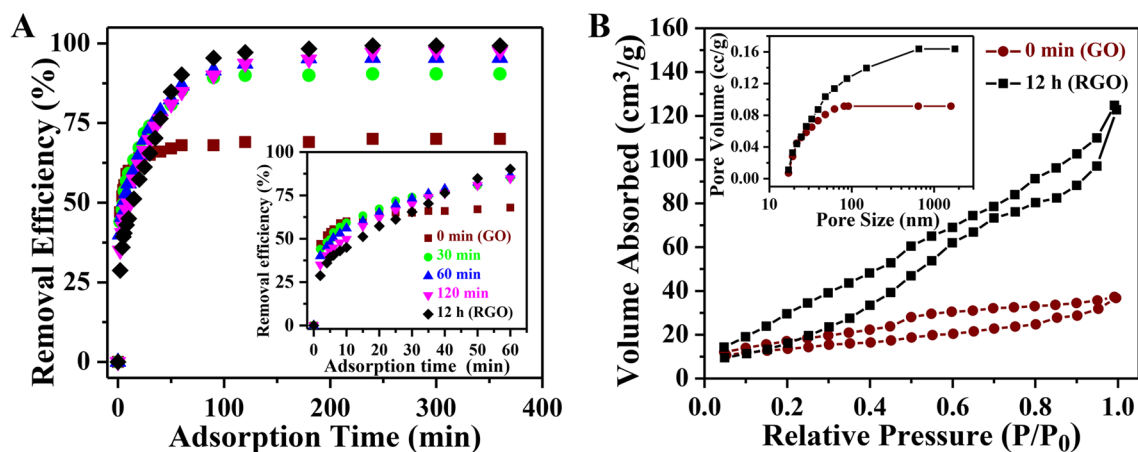 A
Removal Efficiency (%)
100
75
50
25
0
0 90 180 270 360
Adsorption Time (min)
Removal efficiency (%)
100
75
50
25
0
0 10 20 30 40 50 60
Adsorption time (min)
0 min (GO)
30 min
60 min
120 min
12 h (RGO)
B
Volume Absorbed (cm³/g)
160
140
120
100
80
60
40
20
0
0.0 0.2 0.4 0.6 0.8 1.0
Relative Pressure (P/P₀)
Pore Volume (cc/g)
0.16
0.12
0.08
0.04
0.00
10 100 1000
Pore Size (nm)
0 min (GO)
12 h (RGO)